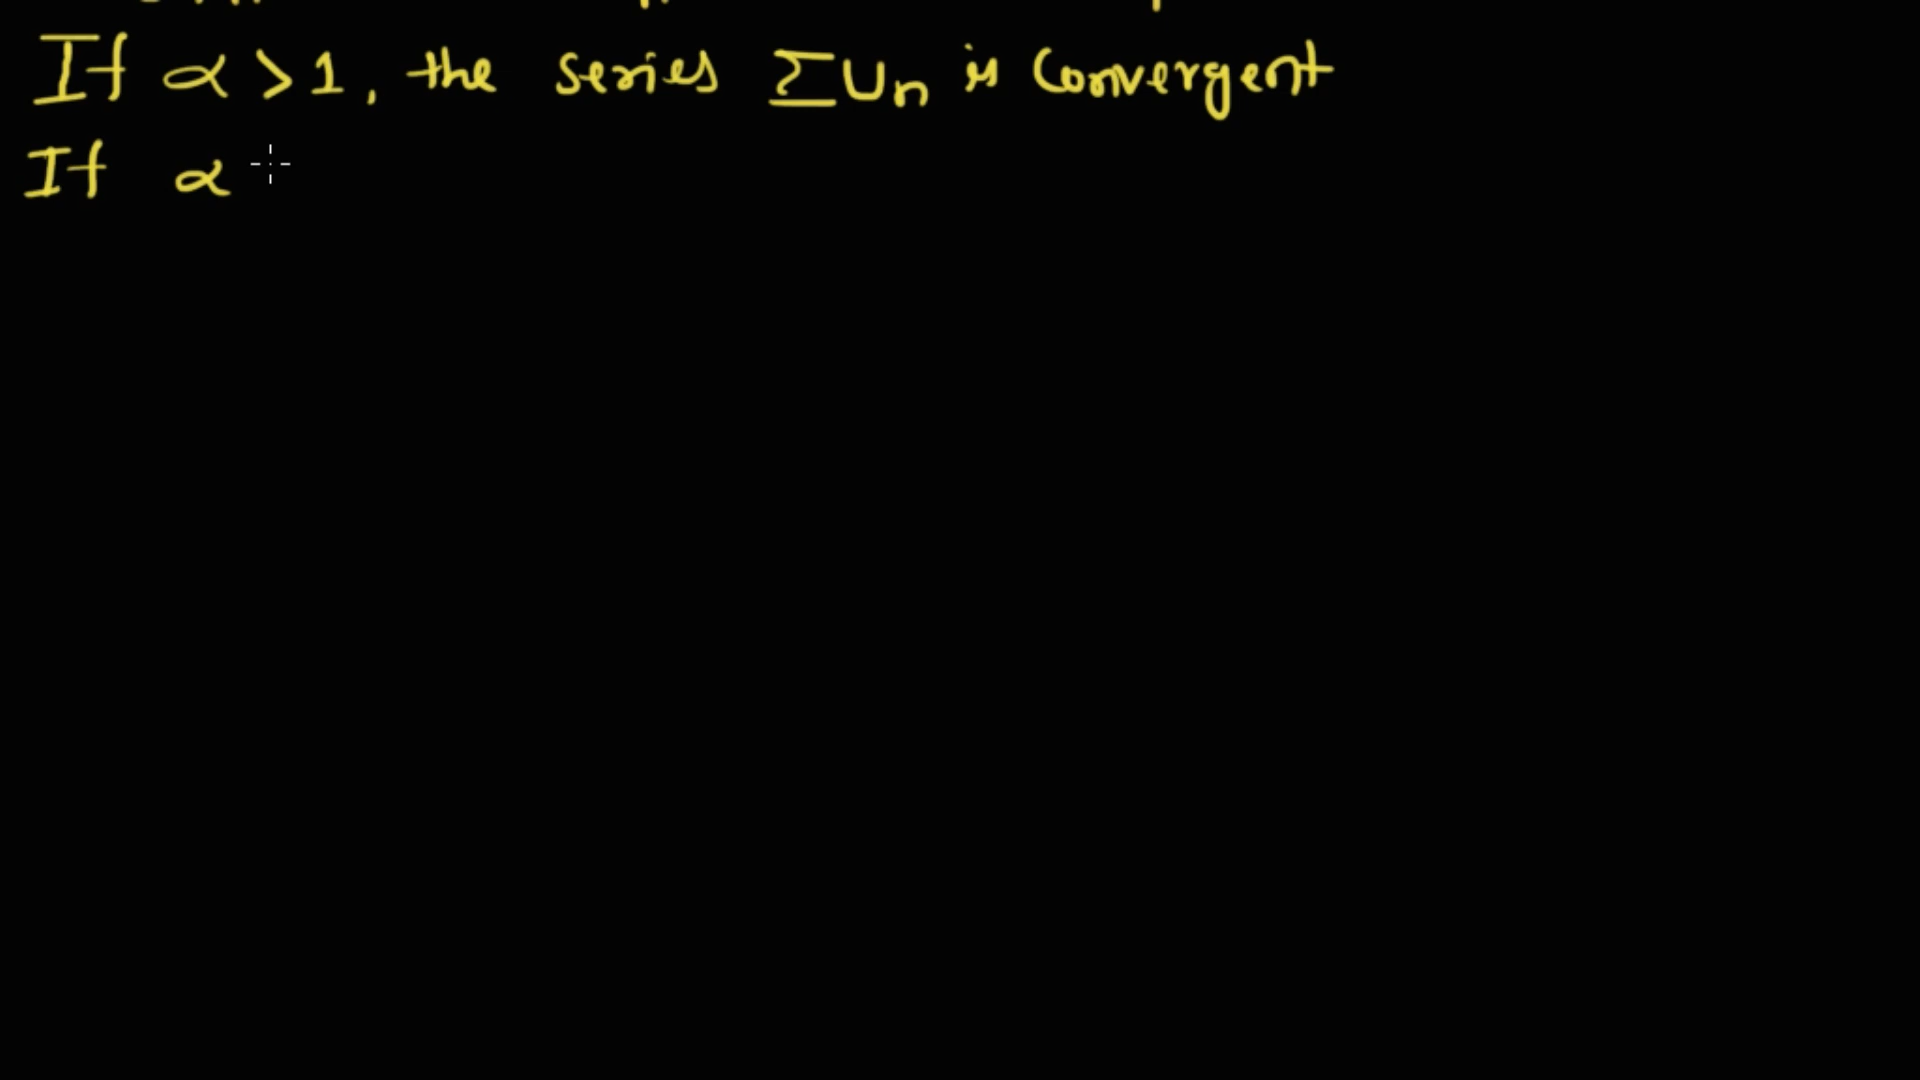 If α > 1, the series ΣUn is Convergent
If α